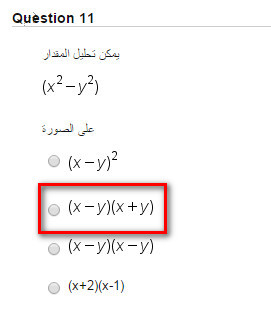 Question 11
يمكن تحليل المقدار
(x²−y²)
على الصورة
(x−y)²
(x−y)(x+y)
(x−y)(x−y)
(x+2)(x-1)